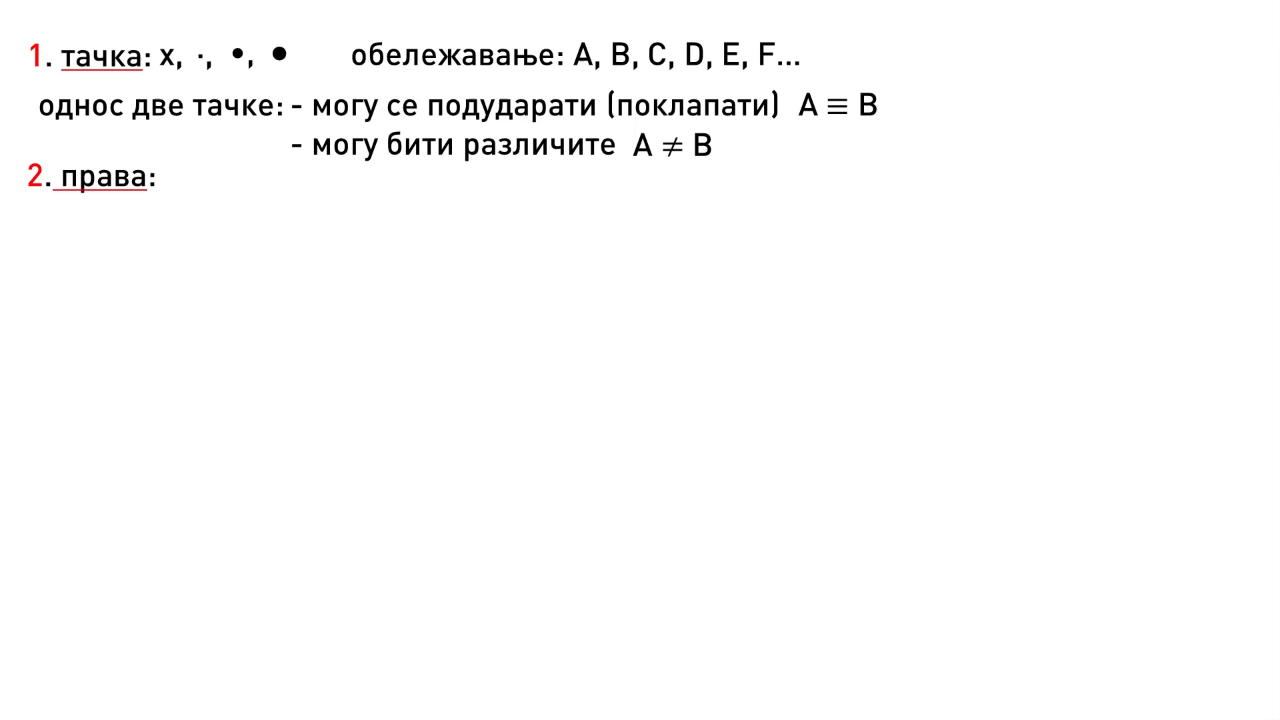 1. тачка: x, ·, •, ● обележавање: A, B, C, D, E, F...
однос две тачке: - могу се подударати (поклапати) A ≡ B
- могу бити различите A ≠ B
2. права: